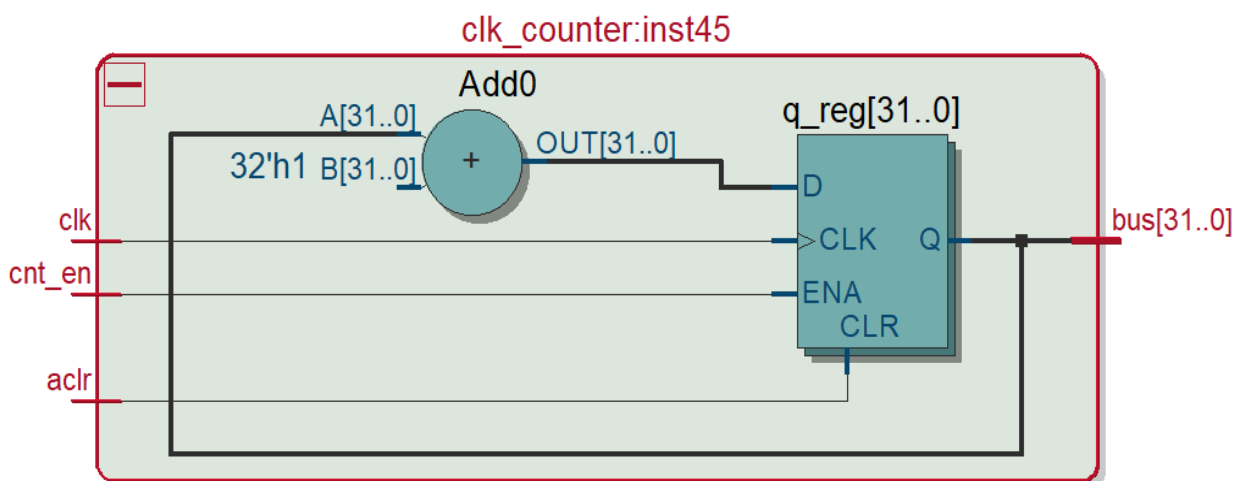 clk_counter:inst45
Add0
A[31..0]
q_reg[31..0]
32'h1 B[31..0]
+
OUT[31..0]
D
clk
CLK
Q
bus[31..0]
cnt_en
ENA
CLR
aclr